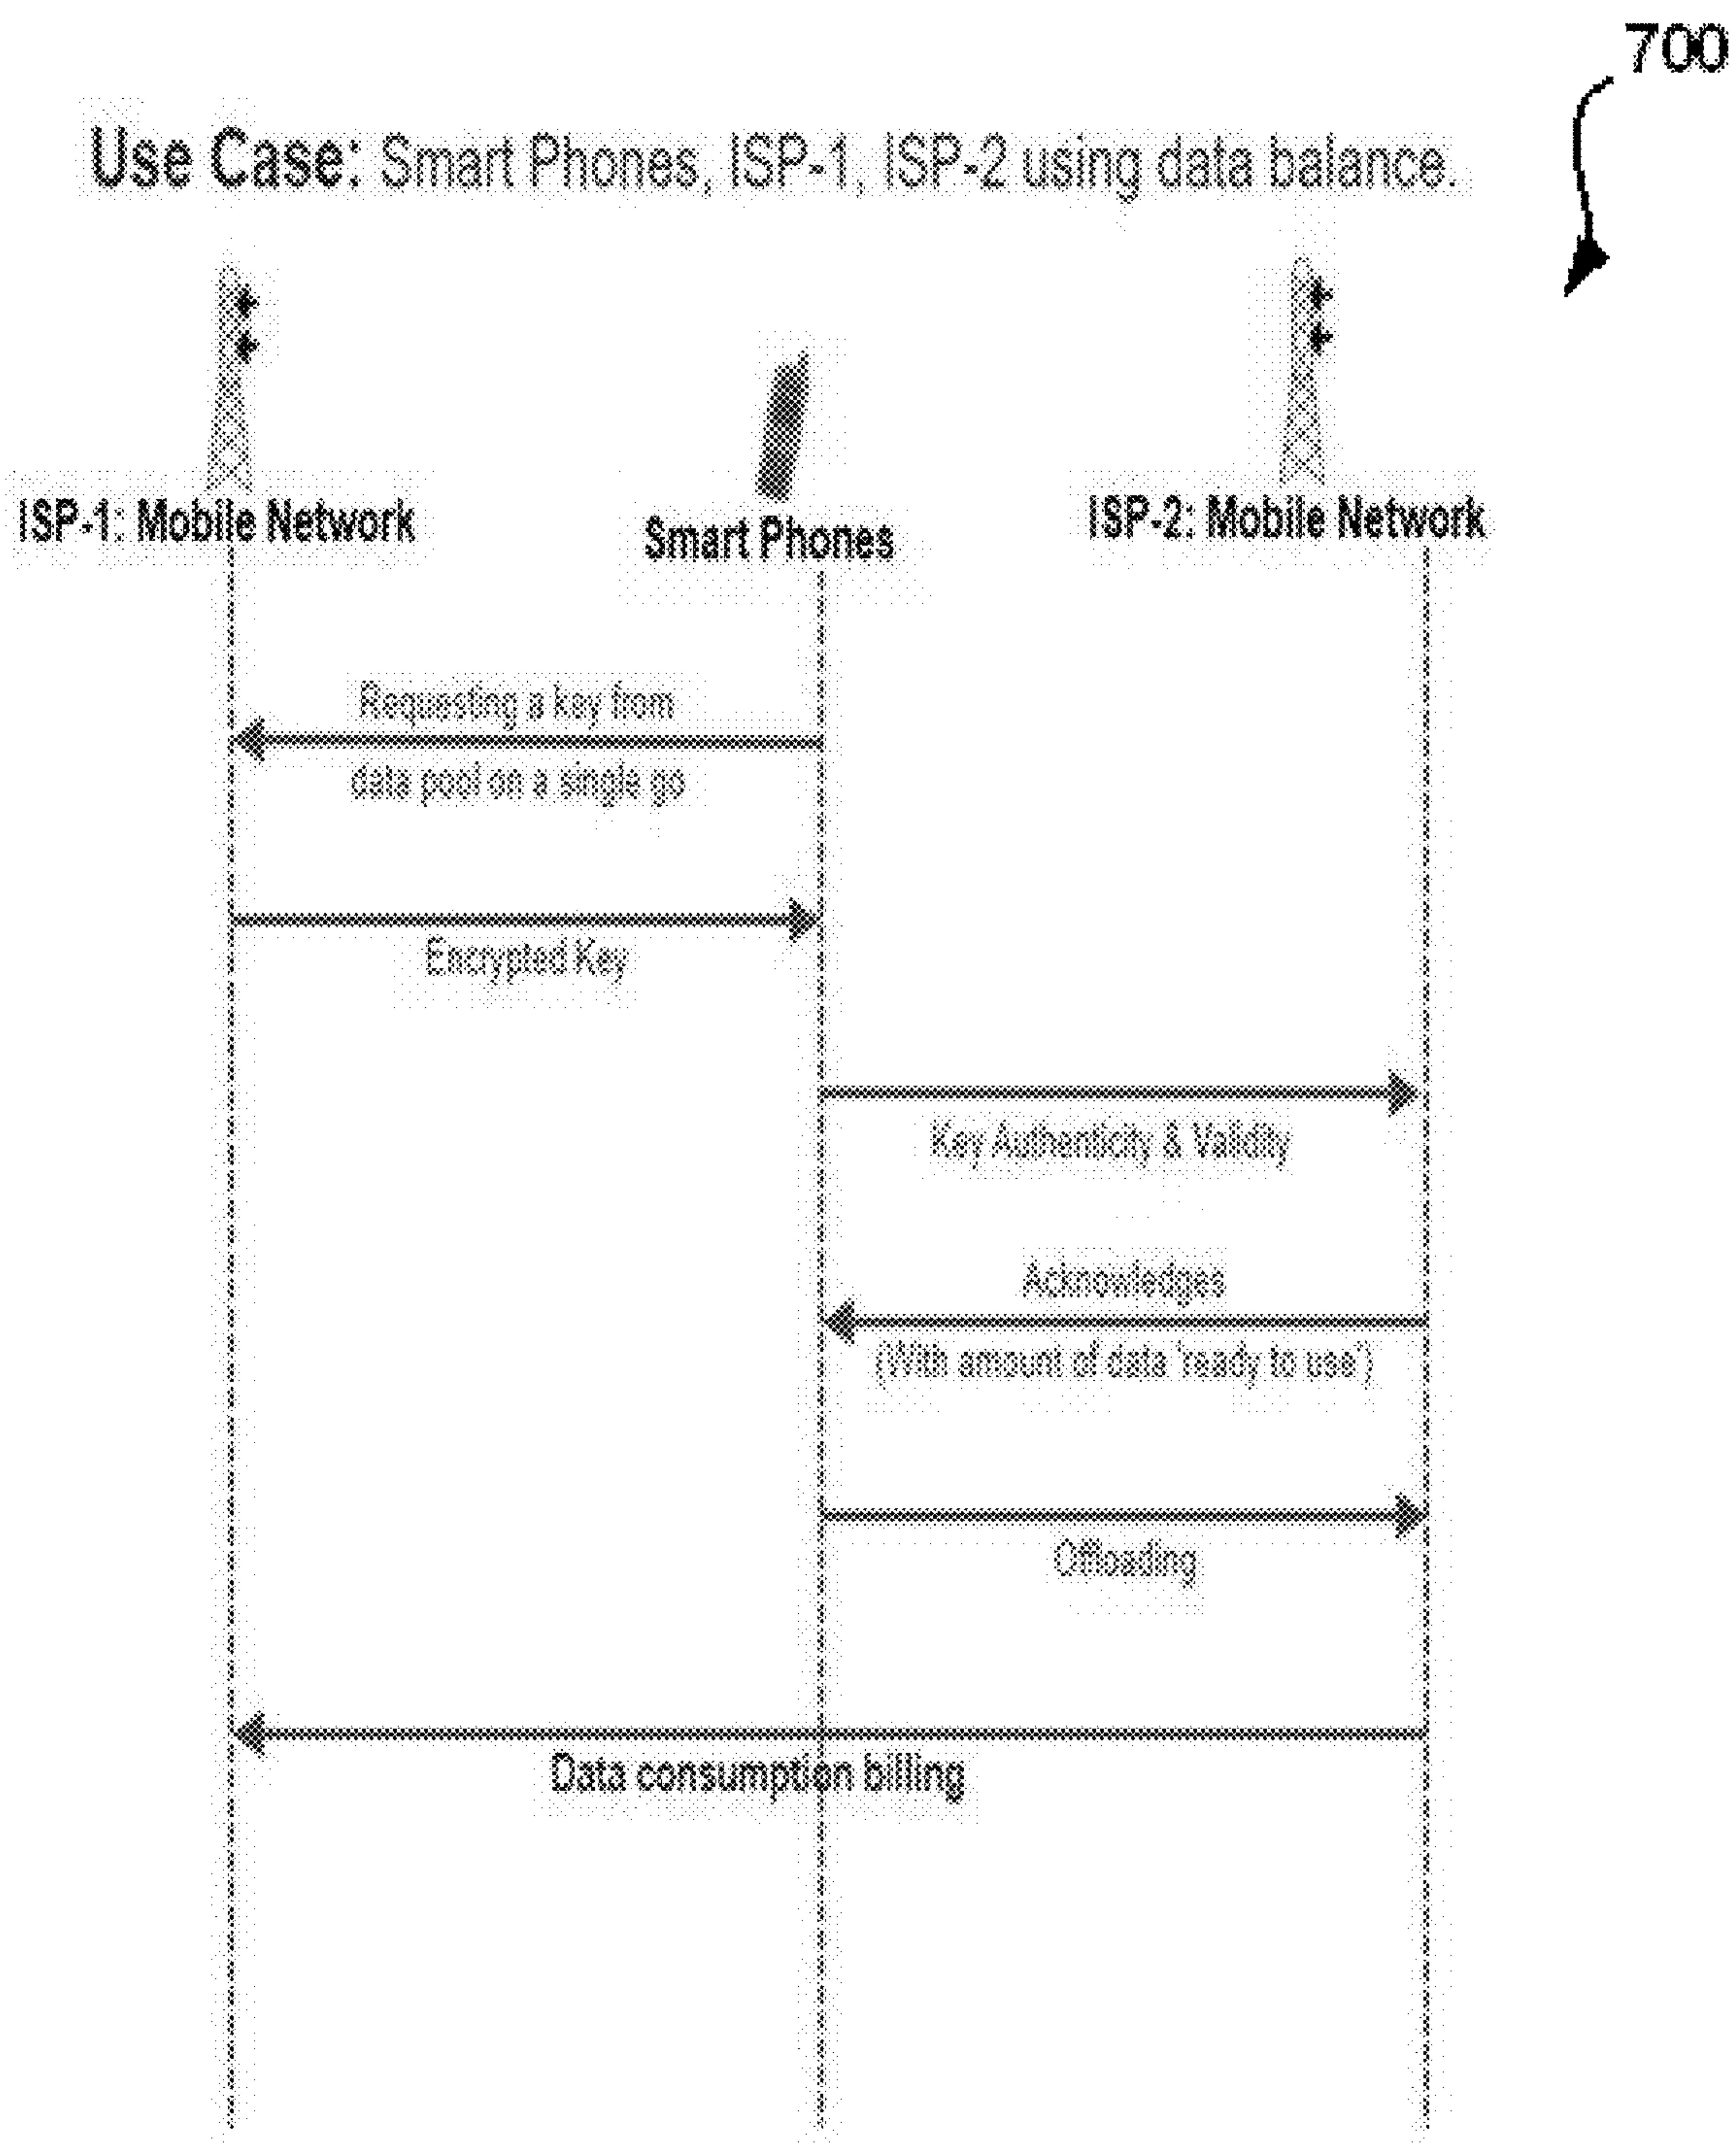 700
Use Case: Smart Phones, ISP-1, ISP-2 using data balance.
ISP-1: Mobile Network
Smart Phones
ISP-2: Mobile Network
Requesting a key from
data pool on a single go
Encrypted Key
Key Authenticity & Validity
Acknowledges
(With amount of data 'ready to use')
Offloading
Data consumption billing